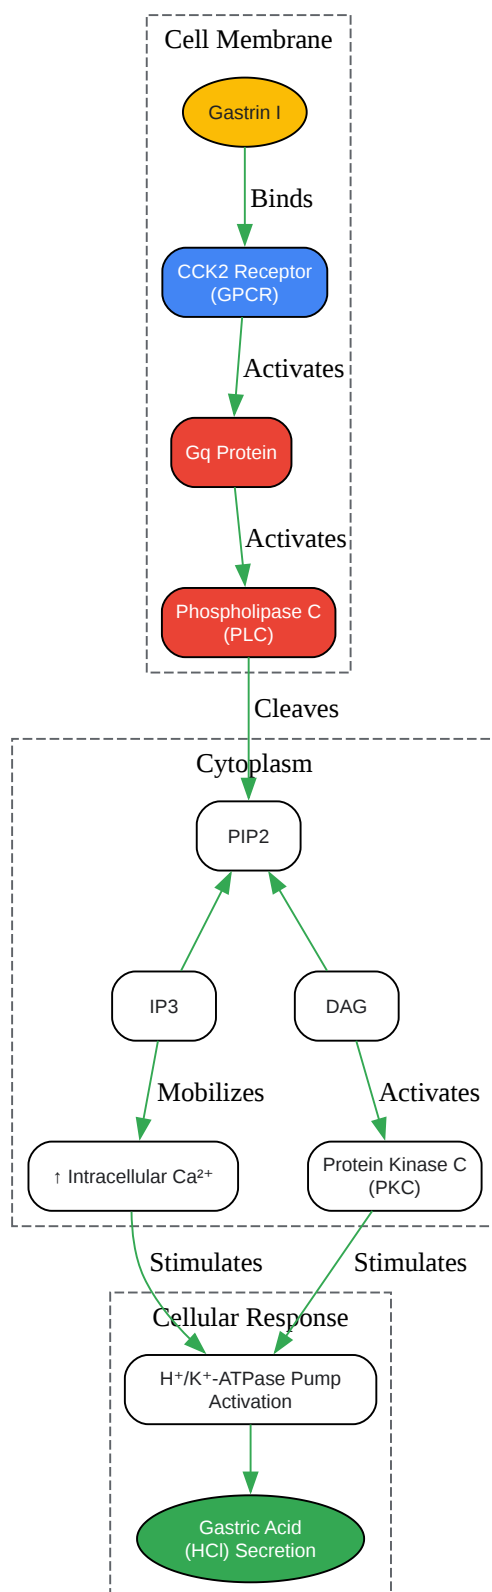 Cell Membrane
Gastrin I
Binds
CCK2 Receptor
(GPCR)
Activates
Gq Protein
Activates
Phospholipase C
(PLC)
Cleaves
Cytoplasm
PIP2
IP3
DAG
Mobilizes
Activates
↑ Intracellular Ca²⁺
Protein Kinase C
(PKC)
Stimulates
Stimulates
Cellular Response
H⁺/K⁺-ATPase Pump
Activation
Gastric Acid
(HCl) Secretion